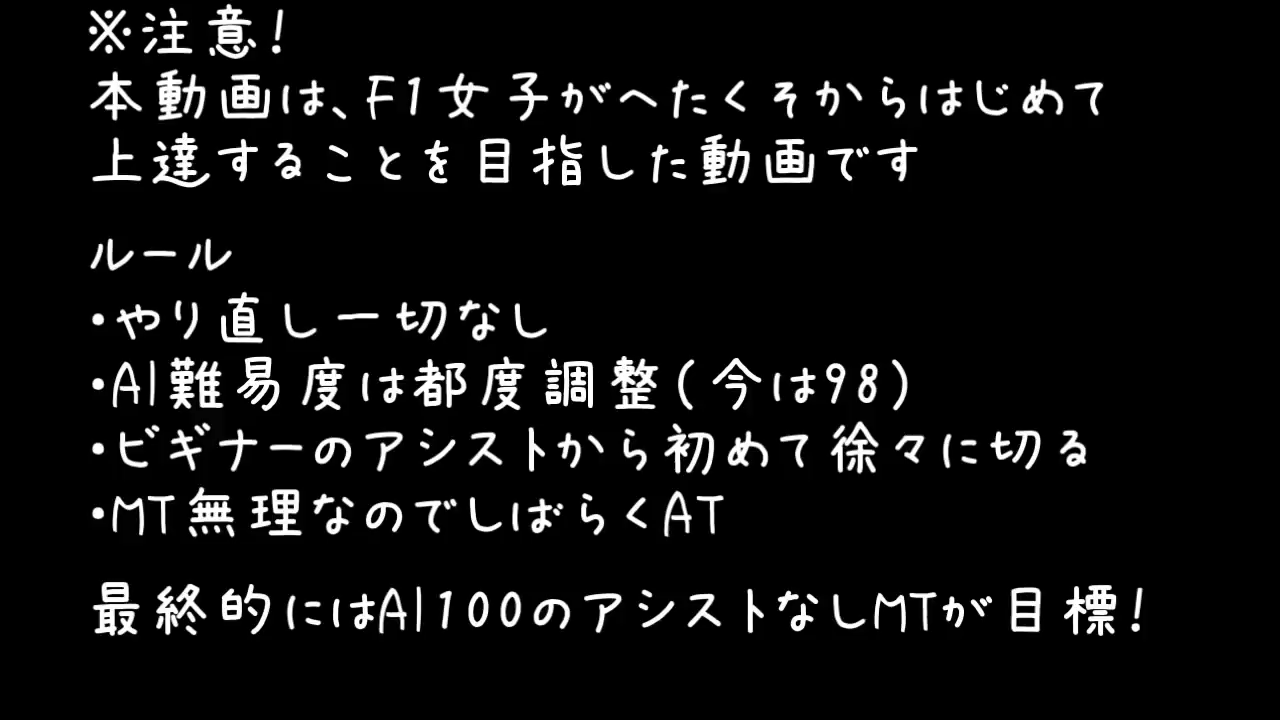 ※注意!
本動画は、F1女子がへたくそからはじめて
上達することを目指した動画です
ルール
・やり直し一切なし
・AI難易度は都度調整(今は98)
・ビギナーのアシストから初めて徐々に切る
・MT無理なのでしばらくAT
最終的にはAI100のアシストなしMTが目標!